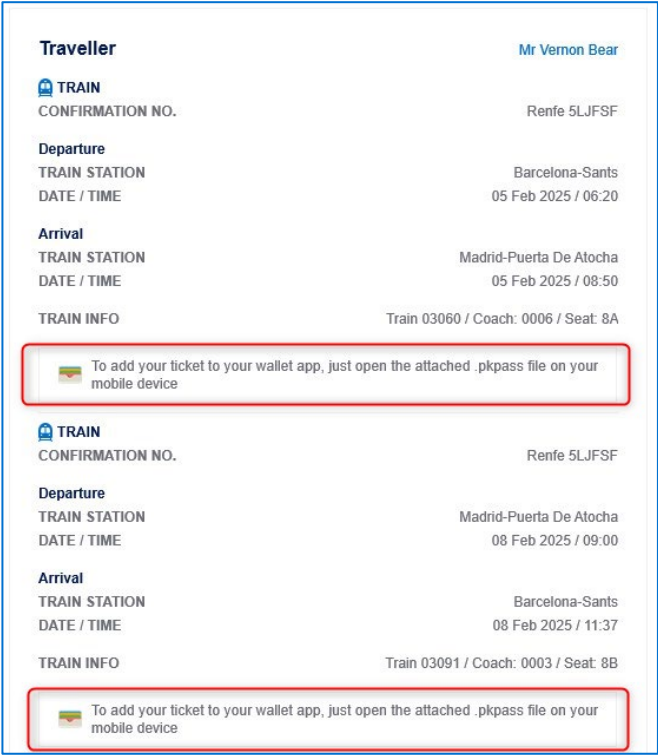 Traveller Mr Vernon Bear
TRAIN
CONFIRMATION NO. Renfe 5LJFSF
Departure
TRAIN STATION Barcelona-Sants
DATE / TIME 05 Feb 2025 / 06:20
Arrival
TRAIN STATION Madrid-Puerta De Atocha
DATE / TIME 05 Feb 2025 / 08:50
TRAIN INFO Train 03060 / Coach: 0006 / Seat: 8A
To add your ticket to your wallet app, just open the attached .pkpass file on your
mobile device
TRAIN
CONFIRMATION NO. Renfe 5LJFSF
Departure
TRAIN STATION Madrid-Puerta De Atocha
DATE / TIME 08 Feb 2025 / 09:00
Arrival
TRAIN STATION Barcelona-Sants
DATE / TIME 08 Feb 2025 / 11:37
TRAIN INFO Train 03091 / Coach: 0003 / Seat: 8B
To add your ticket to your wallet app, just open the attached .pkpass file on your
mobile device